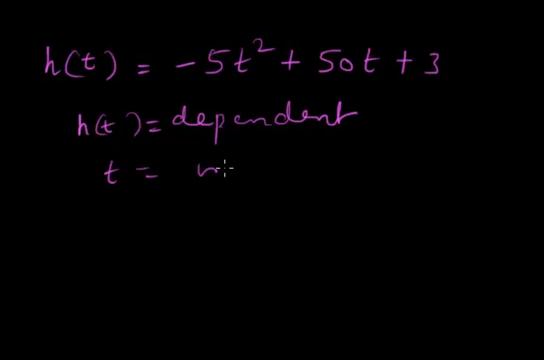 h(t) = -5t² + 50t + 3
h(t) = dependent
t =